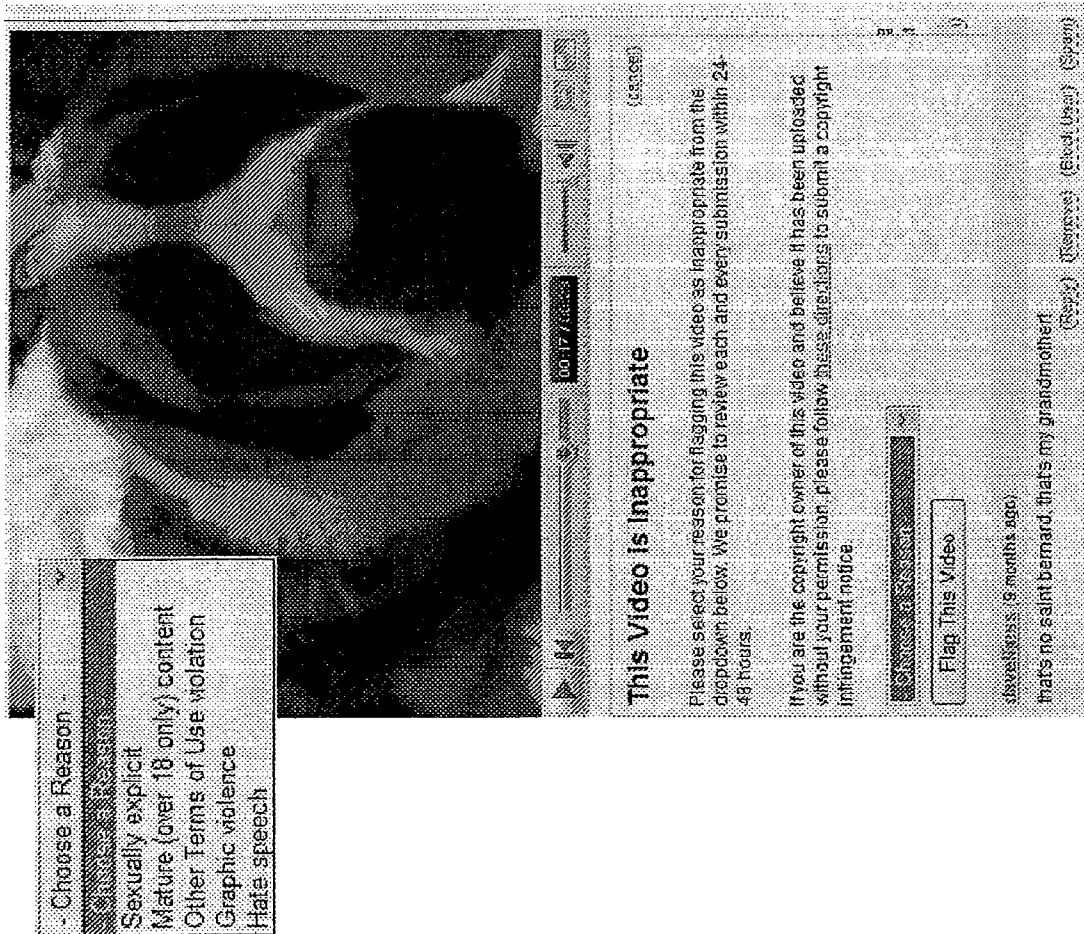 - Choose a Reason -
Sexually explicit
Mature (over 18 only) content
Other Terms of Use violation
Graphic violence
Hate speech
This Video is Inappropriate
(cancel)
Please select your reason for flagging this video as inappropriate from the
dropdown below. We promise to review each and every submission within 24-
48 hours.
If you are the copyright owner of this video and believe it has been uploaded
without your permission, please follow these directions to submit a copyright
infringement notice.
Flag This Video
(9 months ago)
that's no saint bernard, that's my grandmother!
(Reply) (Remove) (Block User) (Spam)